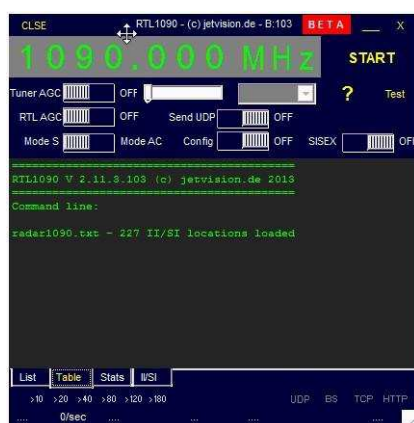 CLSE RTL1090 - (c) jetvision.de - B:103 BETA __ X
1090.000 MHz START
Tuner AGC OFF ? Test
RTL AGC OFF Send UDP OFF
Mode S Mode AC Config OFF SISEX OFF
===================================
RTL1090 V 2.11.3.103 (c) jetvision.de 2013
===================================
Command line:
radar1090.txt - 227 II/SI locations loaded
List Table Stats II/SI
>10 >20 >40 >80 >120 >180 UDP BS TCP HTTP
.... 0/sec .... ... .... .... ...